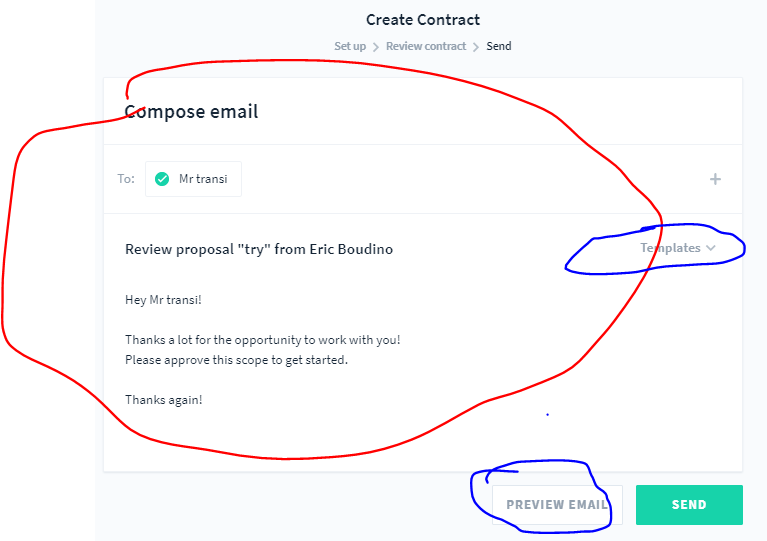 Create Contract
Set up > Review contract > Send
Compose email
To: Mr transi +
Review proposal "try" from Eric Boudino Templates
Hey Mr transi!
Thanks a lot for the opportunity to work with you!
Please approve this scope to get started.
Thanks again!
PREVIEW EMAIL SEND